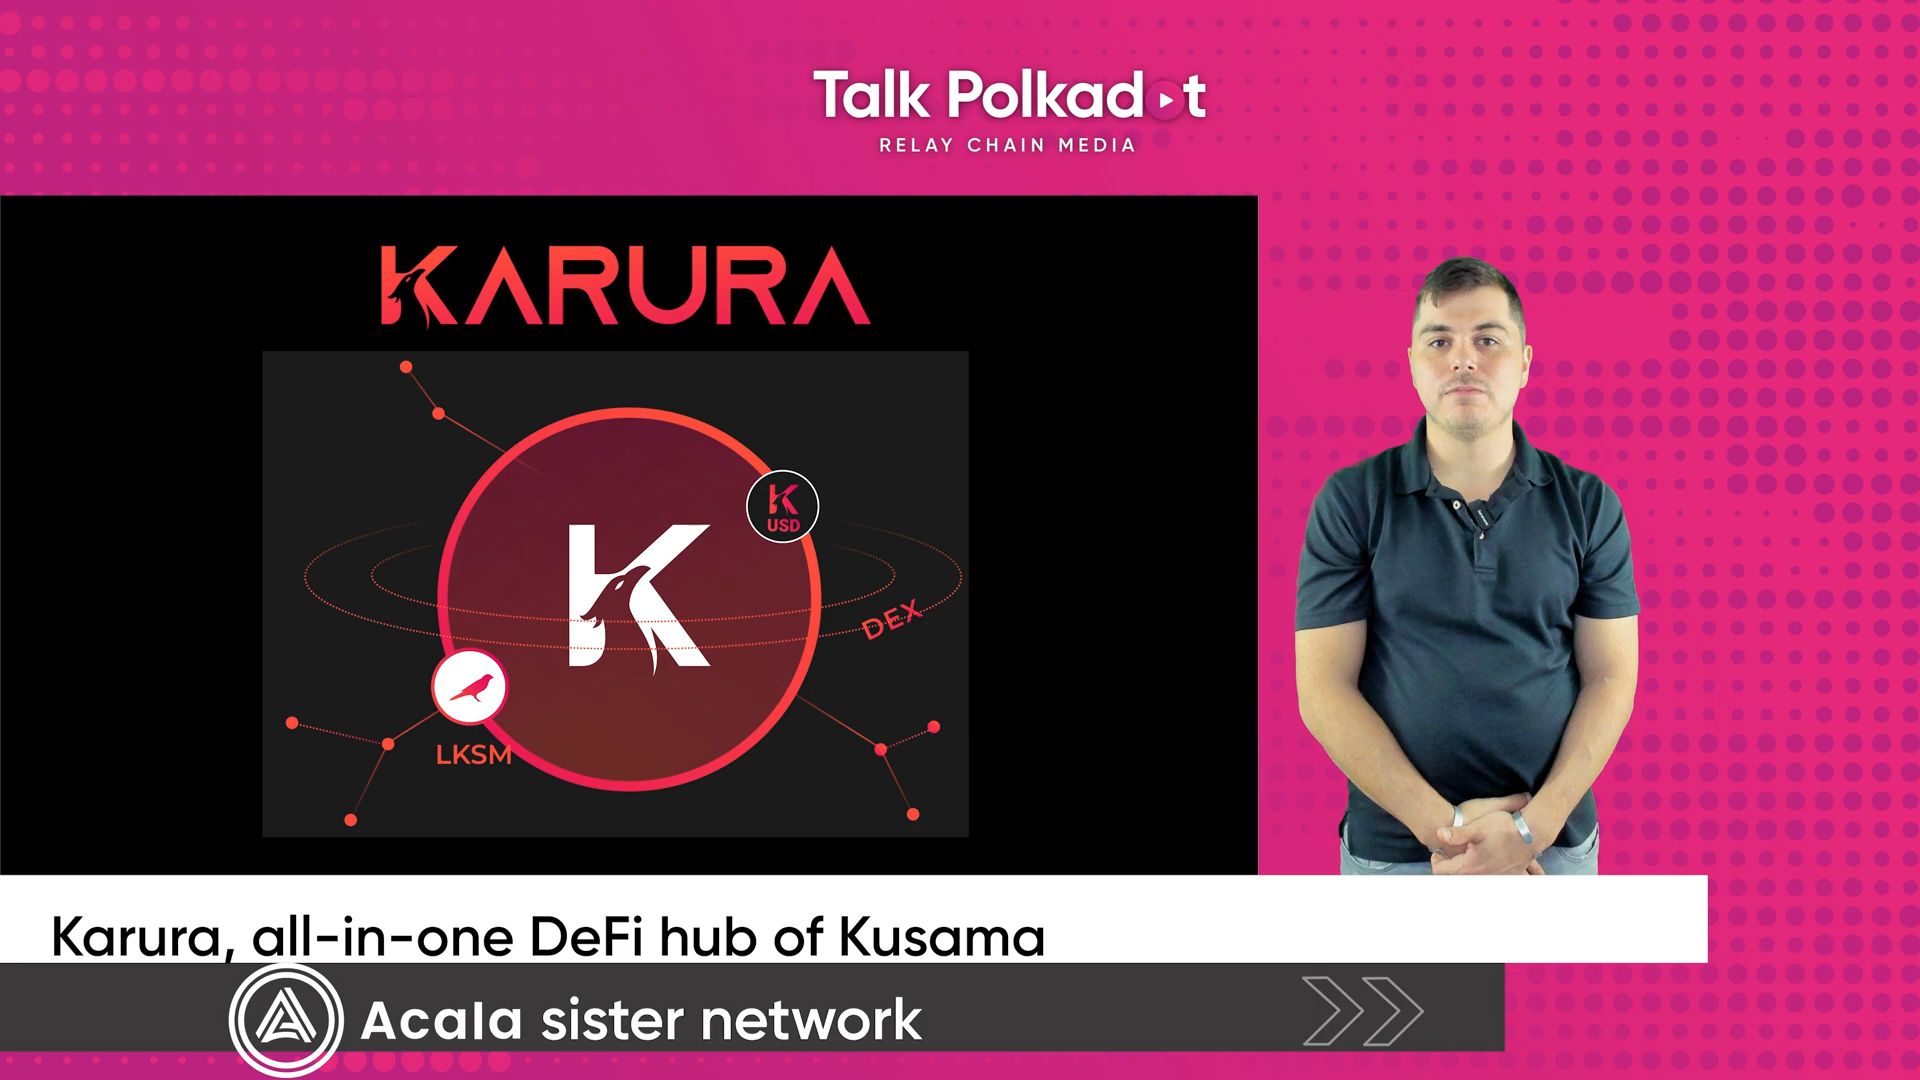 Talk Polkadot
RELAY CHAIN MEDIA
KARURA
K
USD
K
DEX
LKSM
Karura, all-in-one DeFi hub of Kusama
Acala sister network